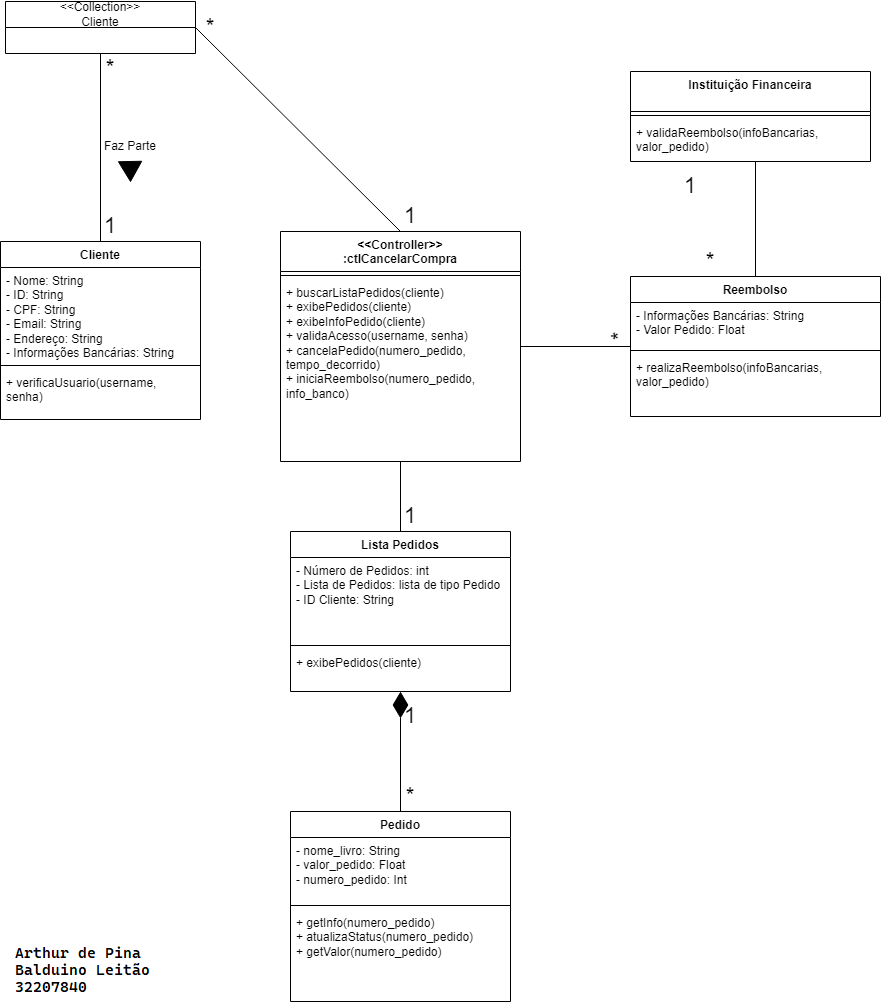 <<Collection>>
Cliente
*
*
Faz Parte
1
1
Cliente
- Nome: String
- ID: String
- CPF: String
- Email: String
- Endereço: String
- Informações Bancárias: String
+ verificaUsuario(username,
senha)
<<Controller>>
:ctlCancelarCompra
+ buscarListaPedidos(cliente)
+ exibePedidos(cliente)
+ exibeInfoPedido(cliente)
+ validaAcesso(username, senha)
+ cancelaPedido(numero_pedido,
tempo_decorrido)
+ iniciaReembolso(numero_pedido,
info_banco)
Instituição Financeira
+ validaReembolso(infoBancarias,
valor_pedido)
1
*
*
Reembolso
- Informações Bancárias: String
- Valor Pedido: Float
+ realizaReembolso(infoBancarias,
valor_pedido)
1
Lista Pedidos
- Número de Pedidos: int
- Lista de Pedidos: lista de tipo Pedido
- ID Cliente: String
+ exibePedidos(cliente)
1
*
Pedido
- nome_livro: String
- valor_pedido: Float
- numero_pedido: Int
+ getInfo(numero_pedido)
+ atualizaStatus(numero_pedido)
+ getValor(numero_pedido)
Arthur de Pina
Balduino Leitão
32207840